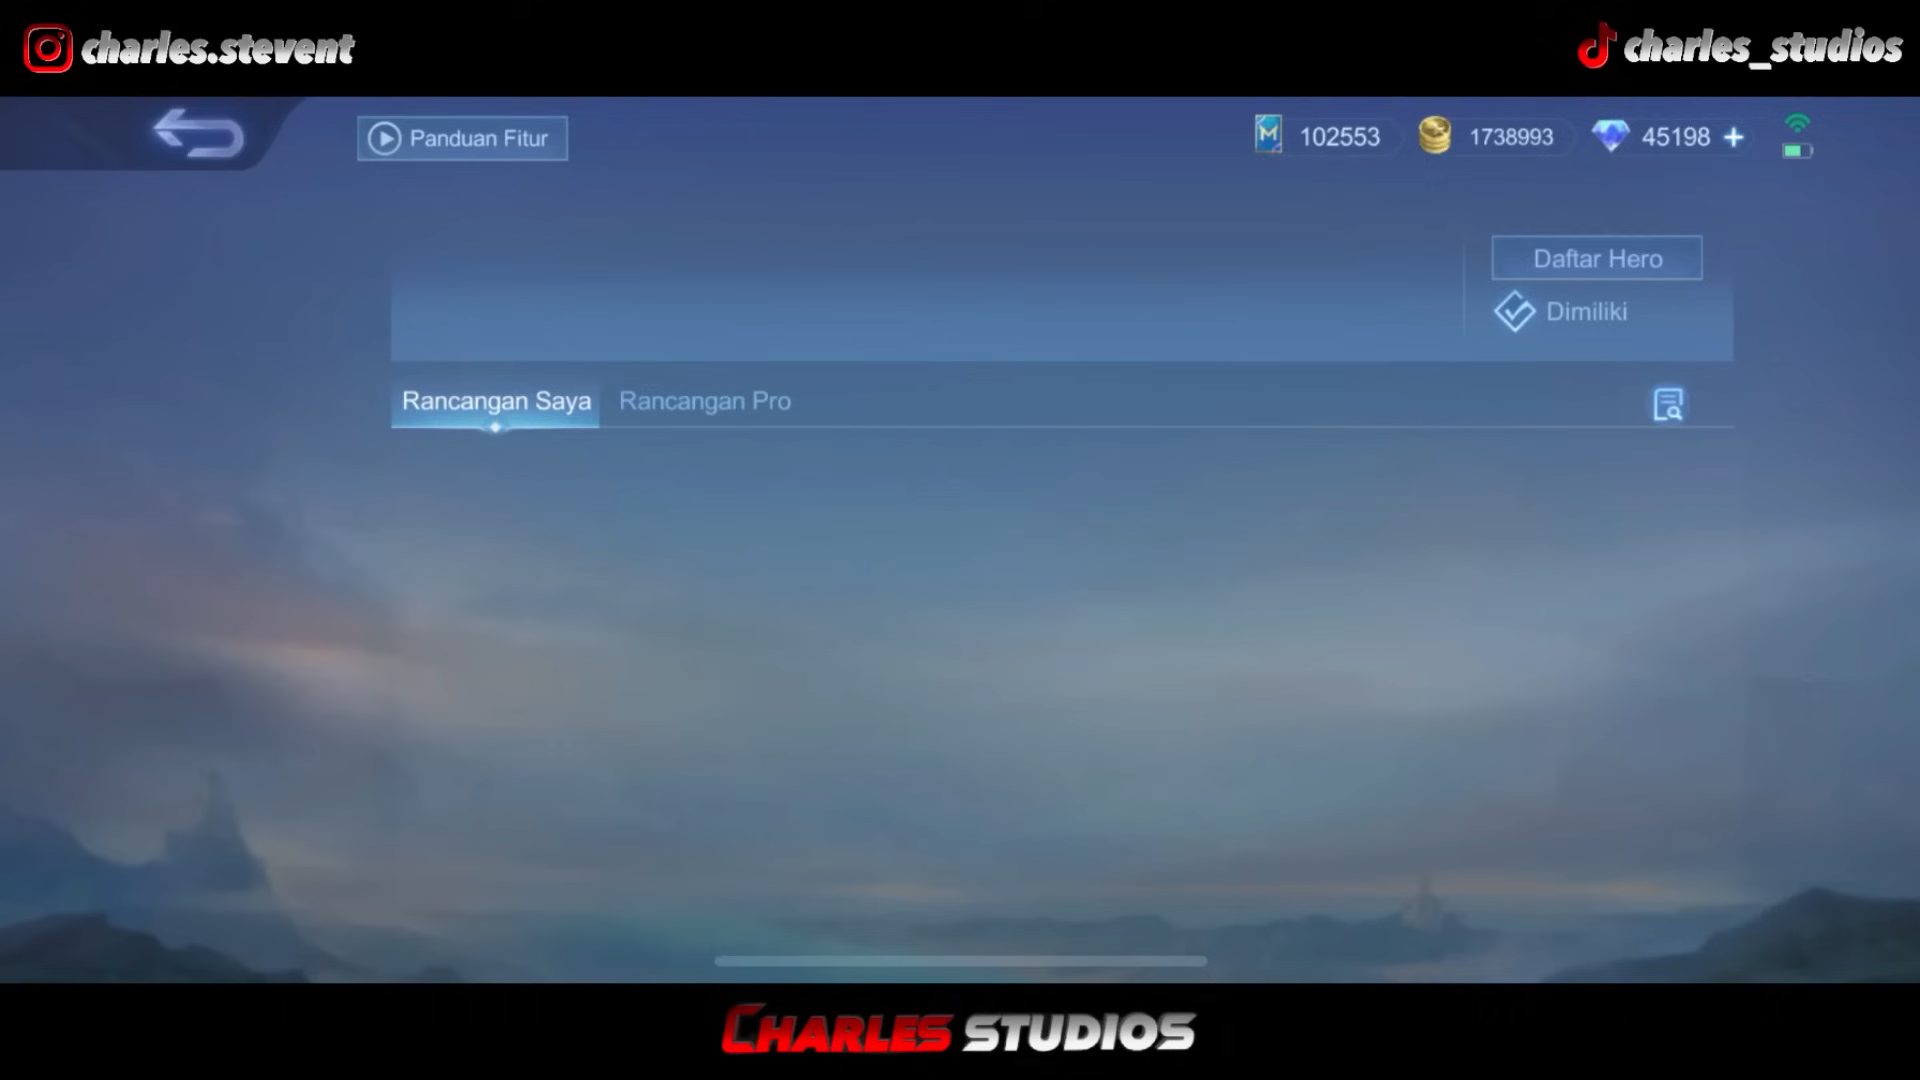 charles.stevent
charles_studios
Panduan Fitur
102553
1738993
45198 +
Daftar Hero
Dimiliki
Rancangan Saya
Rancangan Pro
CHARLES STUDIOS